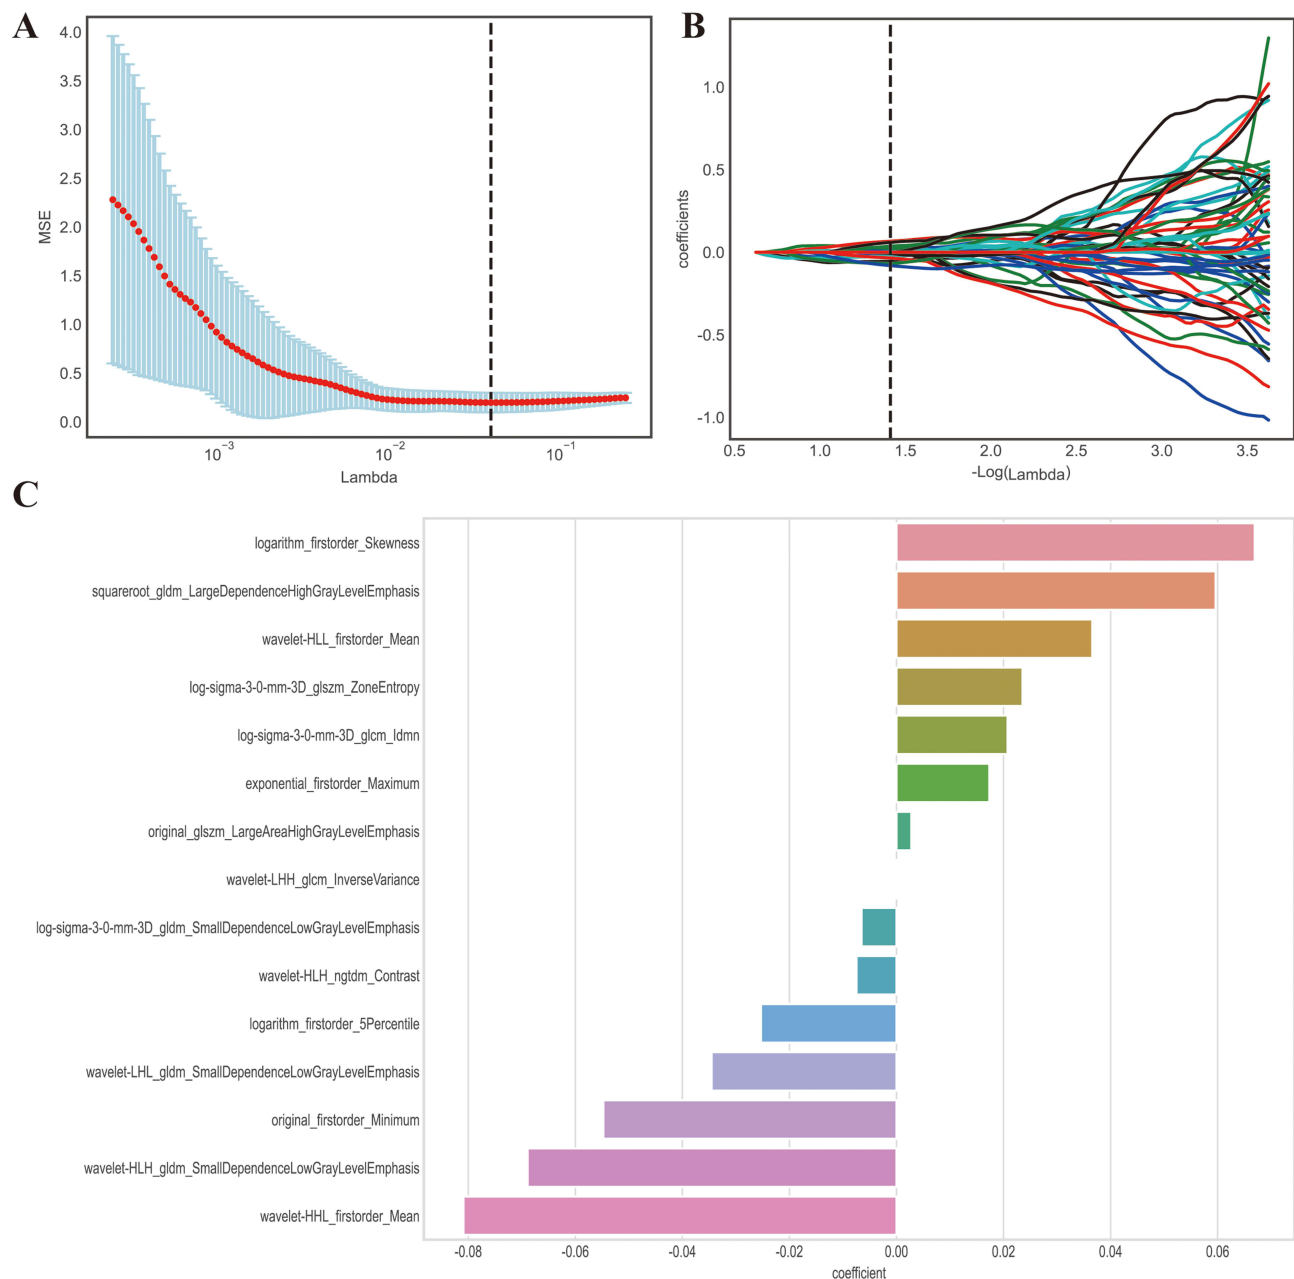 A
MSE
4.0
3.5
3.0
2.5
2.0
1.5
1.0
0.5
0.0
10−3
10−2
10−1
Lambda
B
coefficients
1.0
0.5
0.0
-0.5
-1.0
0.5
1.0
1.5
2.0
2.5
3.0
3.5
-Log(Lambda)
C
logarithm_firstorder_Skewness
squareroot_gldm_LargeDependenceHighGrayLevelEmphasis
wavelet-HLL_firstorder_Mean
log-sigma-3-0-mm-3D_glszm_ZoneEntropy
log-sigma-3-0-mm-3D_glcm_Idmn
exponential_firstorder_Maximum
original_glszm_LargeAreaHighGrayLevelEmphasis
wavelet-LHH_glcm_InverseVariance
log-sigma-3-0-mm-3D_gldm_SmallDependenceLowGrayLevelEmphasis
wavelet-HLH_ngtdm_Contrast
logarithm_firstorder_5Percentile
wavelet-LHL_gldm_SmallDependenceLowGrayLevelEmphasis
original_firstorder_Minimum
wavelet-HLH_gldm_SmallDependenceLowGrayLevelEmphasis
wavelet-HHL_firstorder_Mean
-0.08
-0.06
-0.04
-0.02
0.00
0.02
0.04
0.06
coefficient